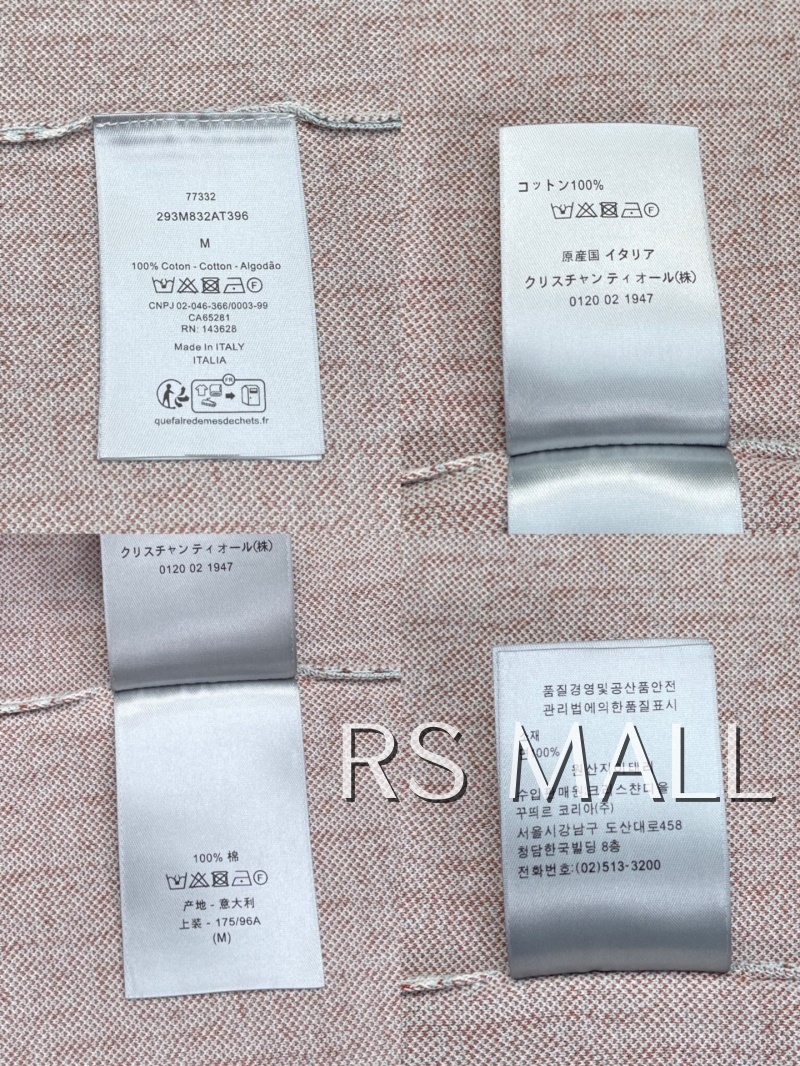 77332
293M832AT396
M
100% Coton - Cotton - Algodão
CNPJ 02-046-366/0003-99
CA65281
RN: 143628
Made In ITALY
ITALIA
FR
quefairedemesdechets.fr
コットン100%
原産国 イタリア
クリスチャン ティ オール(株)
0120 02 1947
クリスチャン ティ オール(株)
0120 02 1947
100% 棉
产地 - 意大利
上装 - 175/96A
(M)
품질경영및공산품안전
관리법에의한품질표시
꾸띄르 코리아(주)
서울시강남구 도산대로458
청담한국빌딩 8층
전화번호:(02)513-3200
RS MALL